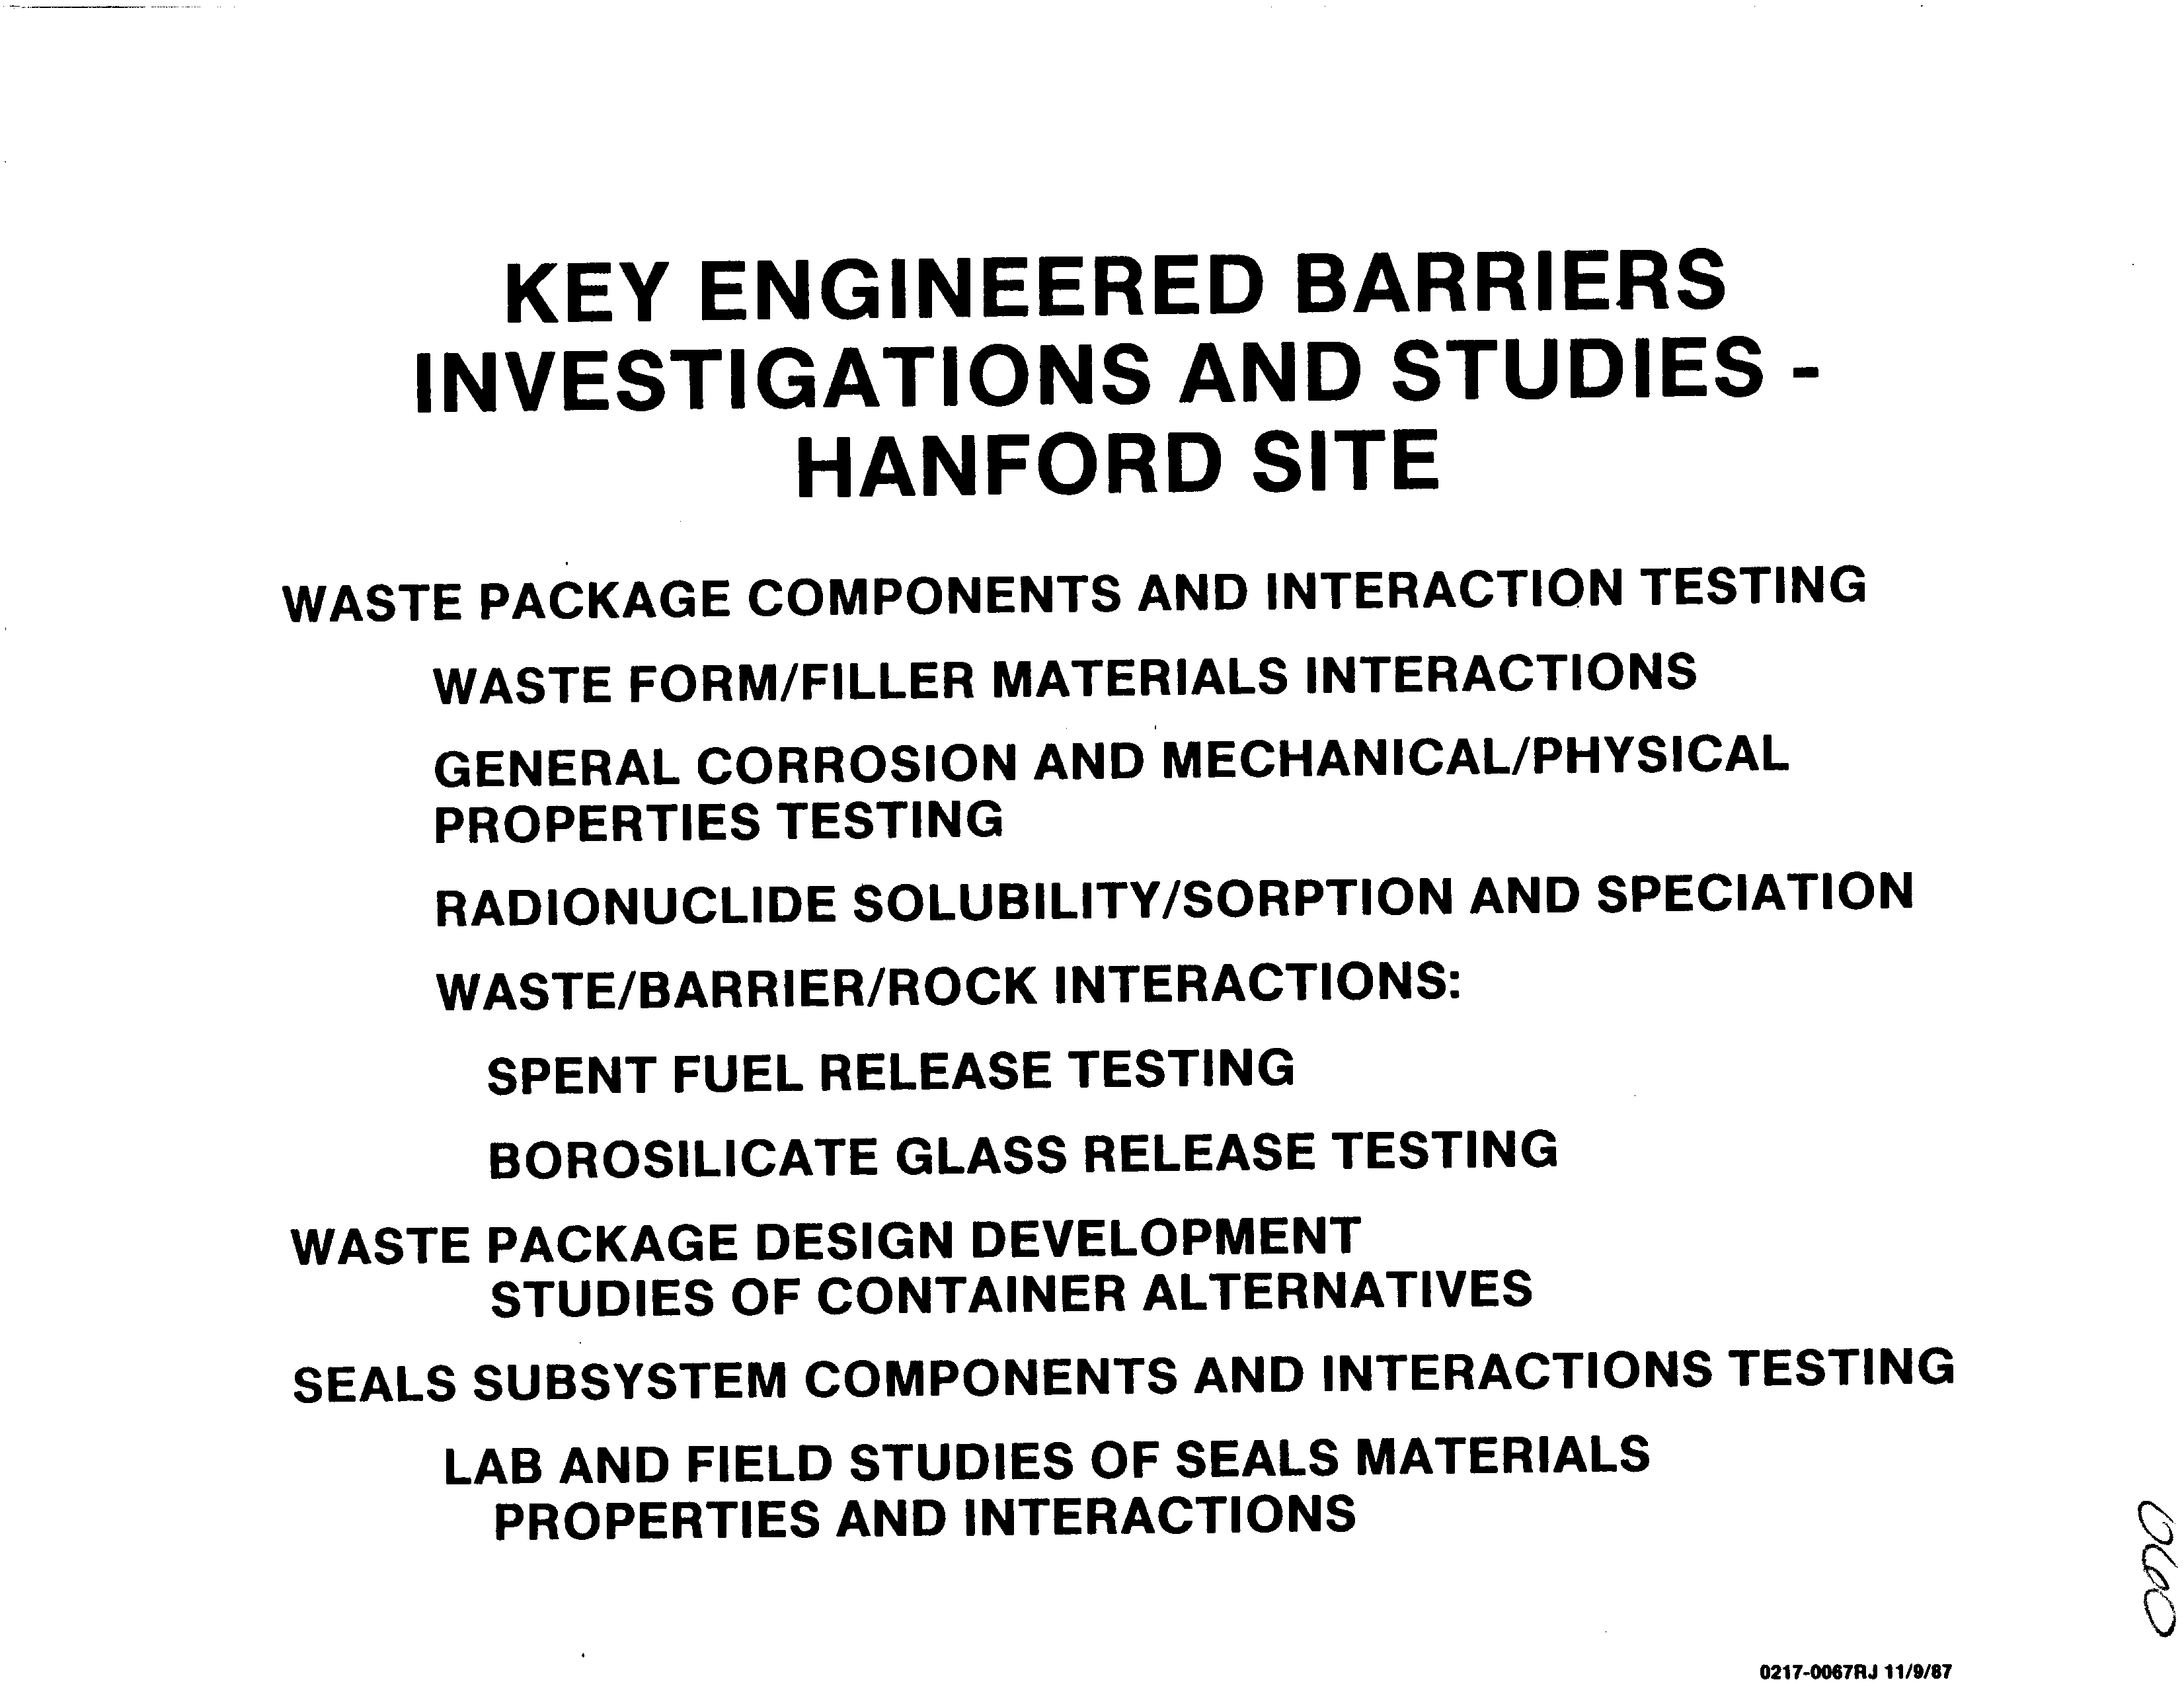 KEY ENGINEERED BARRIERS
INVESTIGATIONS AND STUDIES -
HANFORD SITE
WASTE PACKAGE COMPONENTS AND INTERACTION TESTING
WASTE FORM/FILLER MATERIALS INTERACTIONS
GENERAL CORROSION AND MECHANICAL/PHYSICAL
PROPERTIES TESTING
RADIONUCLIDE SOLUBILITY/SORPTION AND SPECIATION
WASTE/BARRIER/ROCK INTERACTIONS:
SPENT FUEL RELEASE TESTING
BOROSILICATE GLASS RELEASE TESTING
WASTE PACKAGE DESIGN DEVELOPMENT
STUDIES OF CONTAINER ALTERNATIVES
SEALS SUBSYSTEM COMPONENTS AND INTERACTIONS TESTING
LAB AND FIELD STUDIES OF SEALS MATERIALS
PROPERTIES AND INTERACTIONS
0217-0067RJ 11/9/87